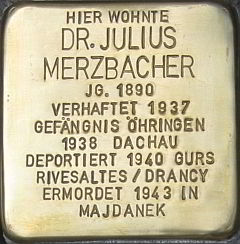 HIER WOHNTE
DR. JULIUS
MERZBACHER
JG. 1890
VERHAFTET 1937
GEFÄNGNIS ÖHRINGEN
1938 DACHAU
DEPORTIERT 1940 GURS
RIVESALTES / DRANCY
ERMORDET 1943 IN
MAJDANEK